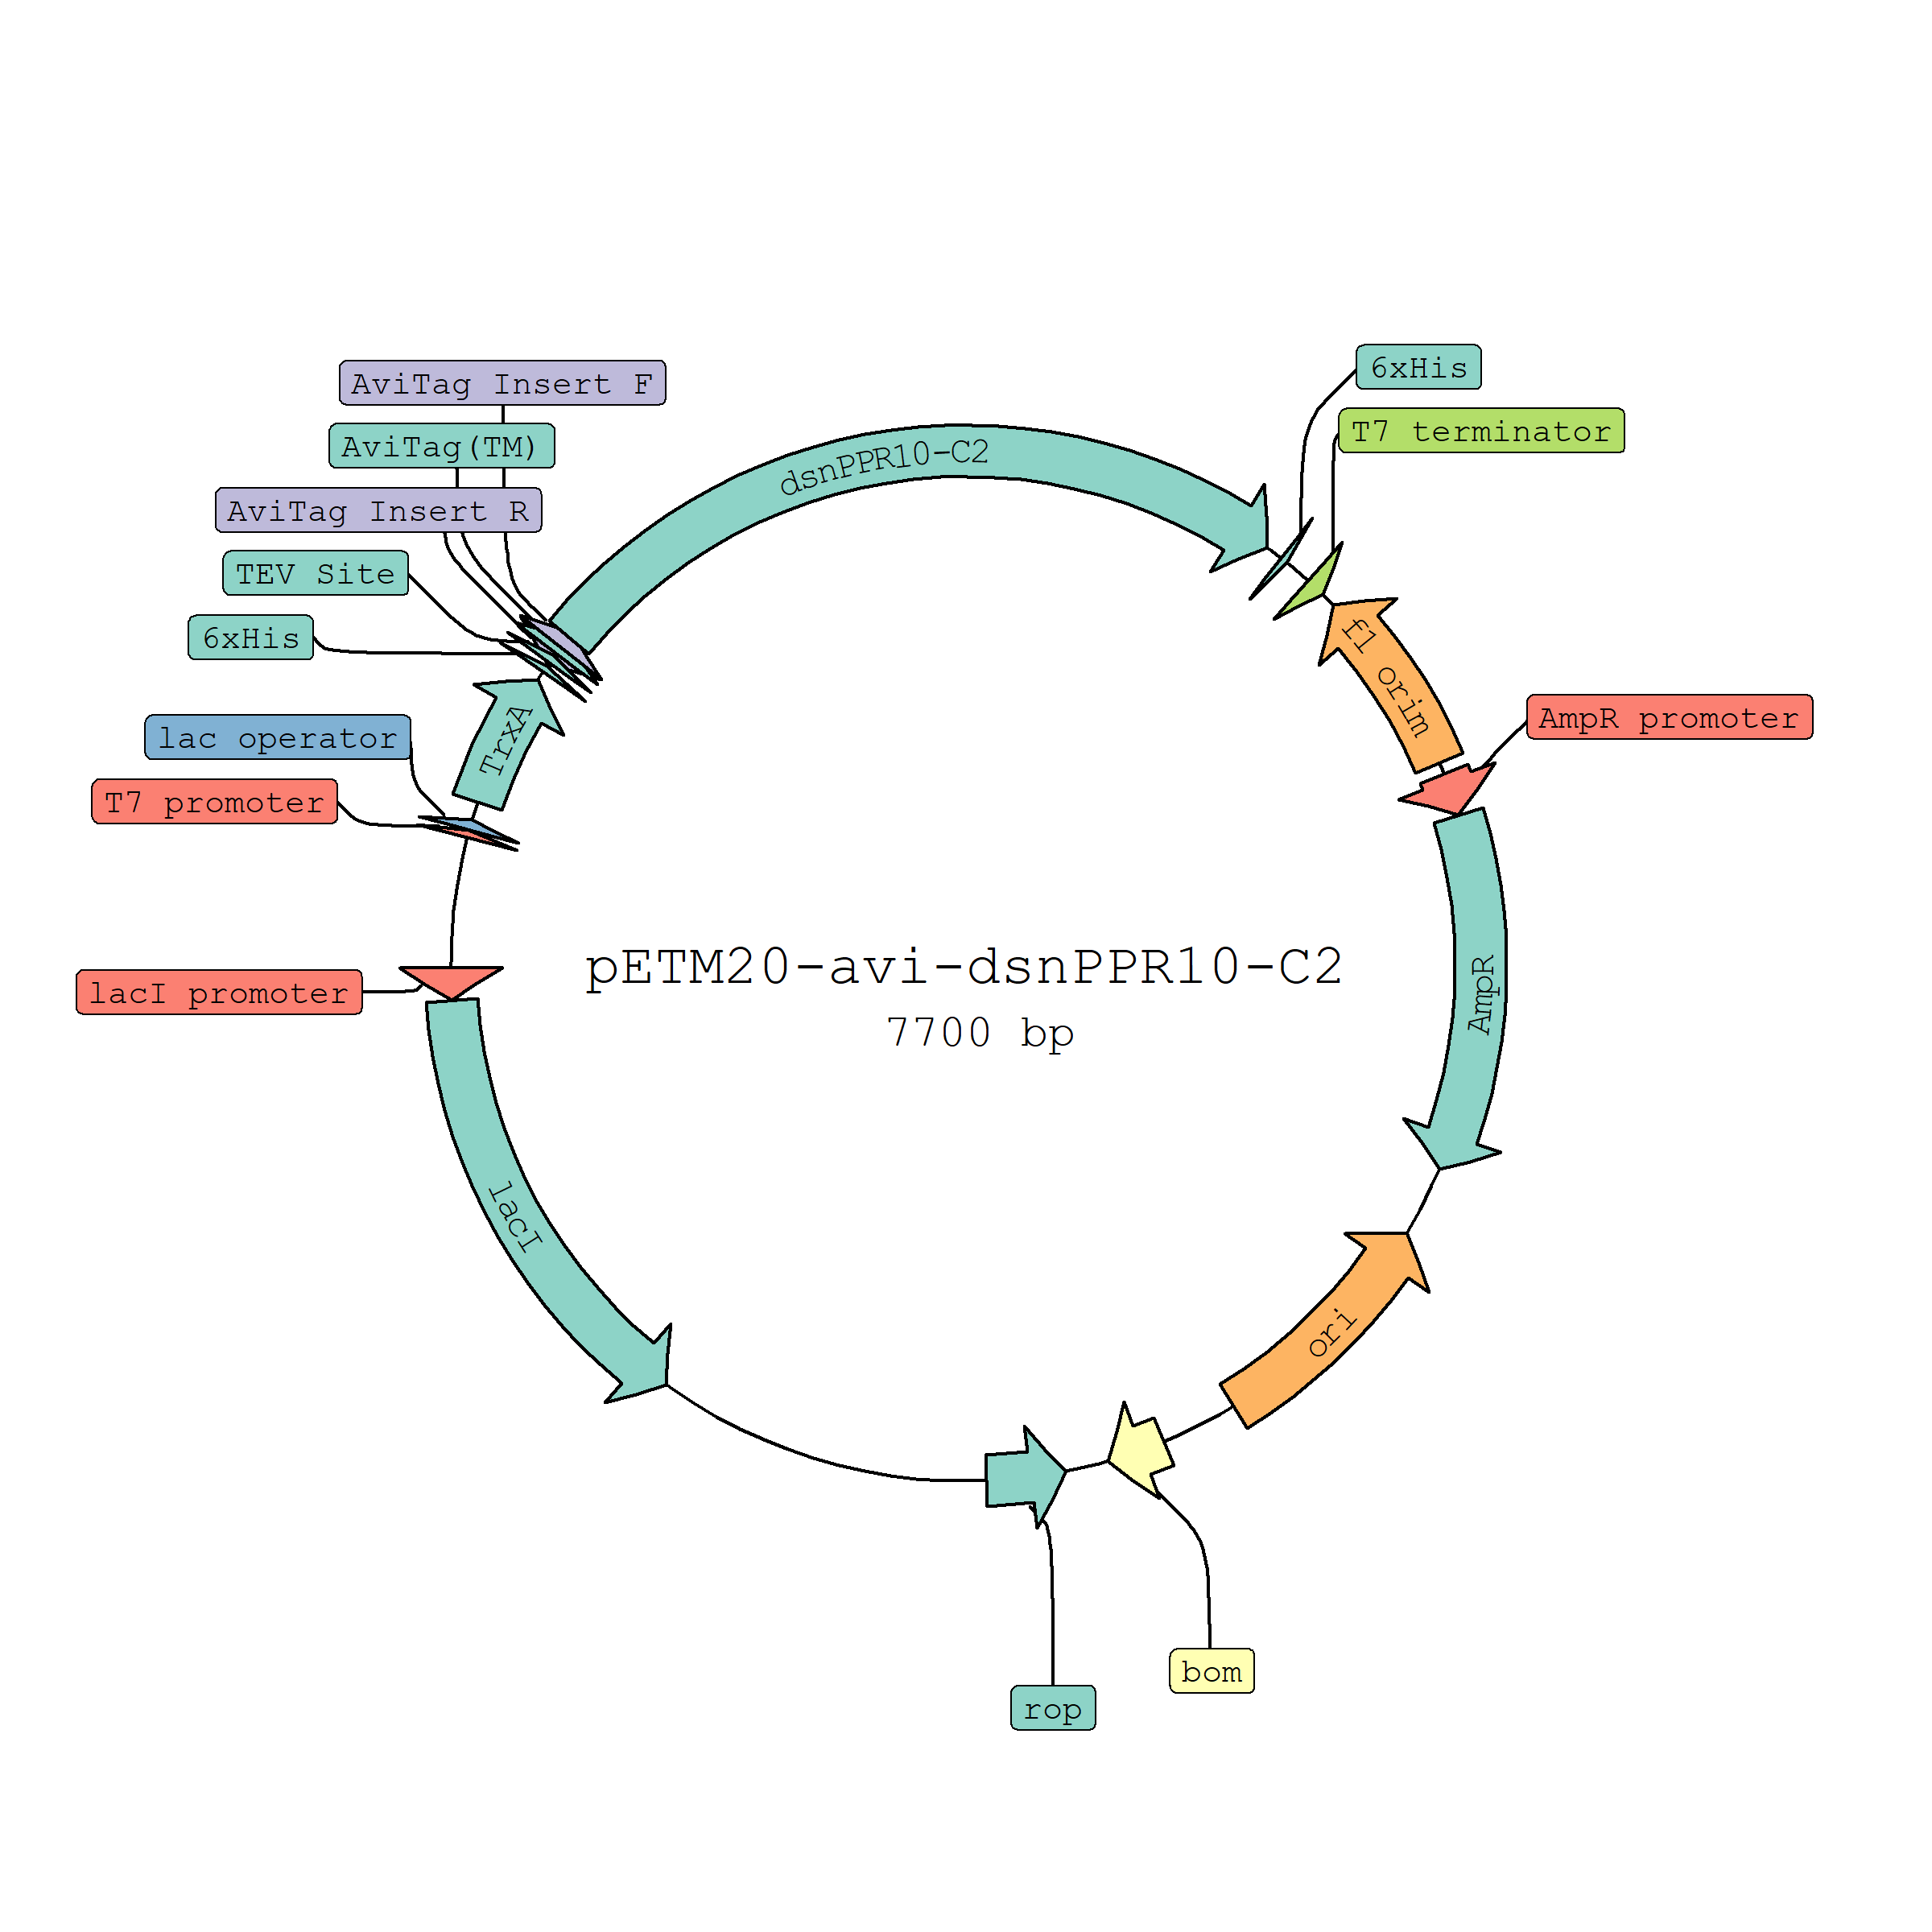 6xHis
AviTag Insert F
T7 terminator
AviTag(TM)
dsnPPR10-C2
AviTag Insert R
TEV Site
6xHis
f1 orim
AmpR promoter
TrxA
lac operator
T7 promoter
pETM20-avi-dsnPPR10-C2
lacI promoter
AmpR
7700 bp
lacI
ori
bom
rop